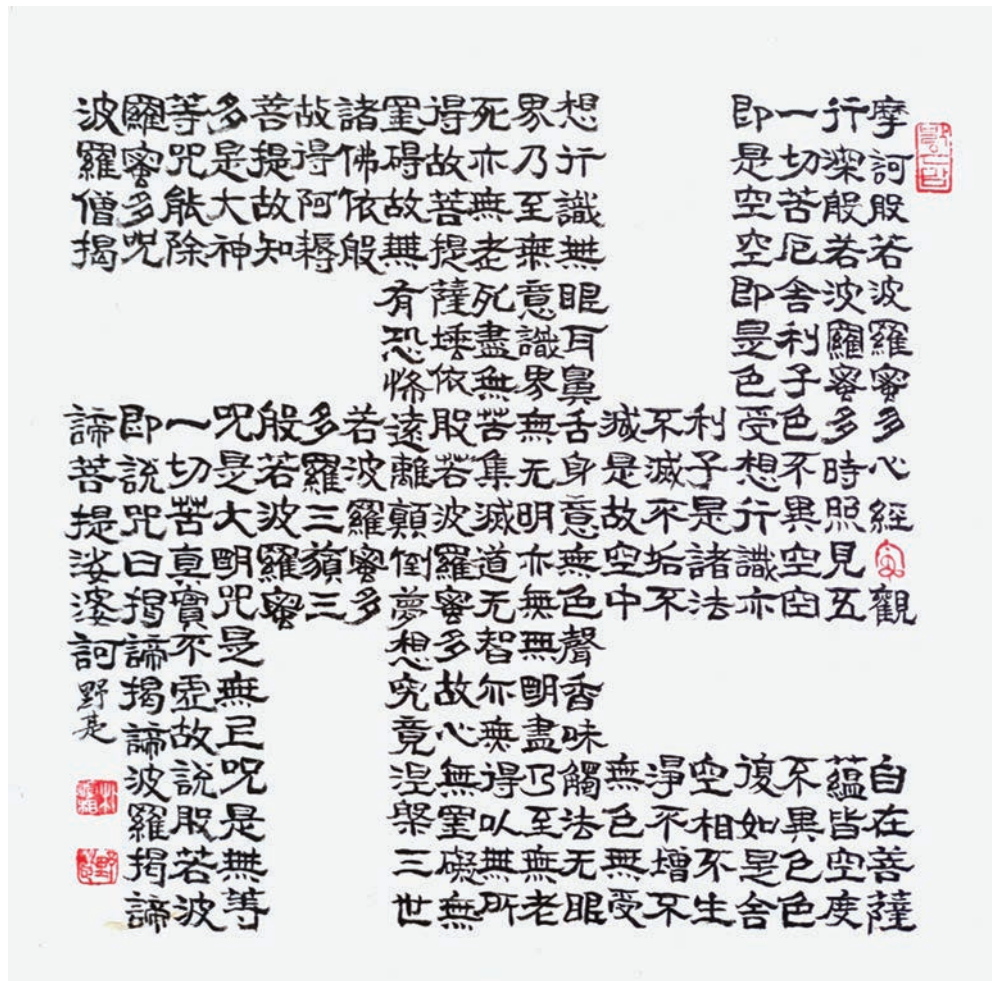 摩訶般若波羅蜜多心經觀自在菩薩
行深般若波羅蜜多時照見五蘊皆空度
一切苦厄舍利子色不異空空不異色色
即是空空即是色受想行識亦復如是舍
利子是諸法空相不生
不滅不垢不淨不增不
減是故空中無色無受
想行識無眼耳鼻舌身意無色聲香味觸法无眼
界乃至無意識界無无明亦無無明盡乃至無老
死亦無老死盡無苦集滅道无智亦無得以無所
得故菩提薩埵依般若波羅蜜多故心無罣礙無
罣碍故無有恐怖遠離顛倒夢想究竟涅槃三世
諸佛依般若波羅蜜多
故得阿耨多羅三藐三
菩提故知般若波羅蜜
多是大神咒是大明咒是無上咒是無等
等咒能除一切苦真實不虛故說般若波
羅蜜多咒即說咒曰揭諦揭諦波羅揭諦
波羅僧揭諦菩提娑婆訶
野